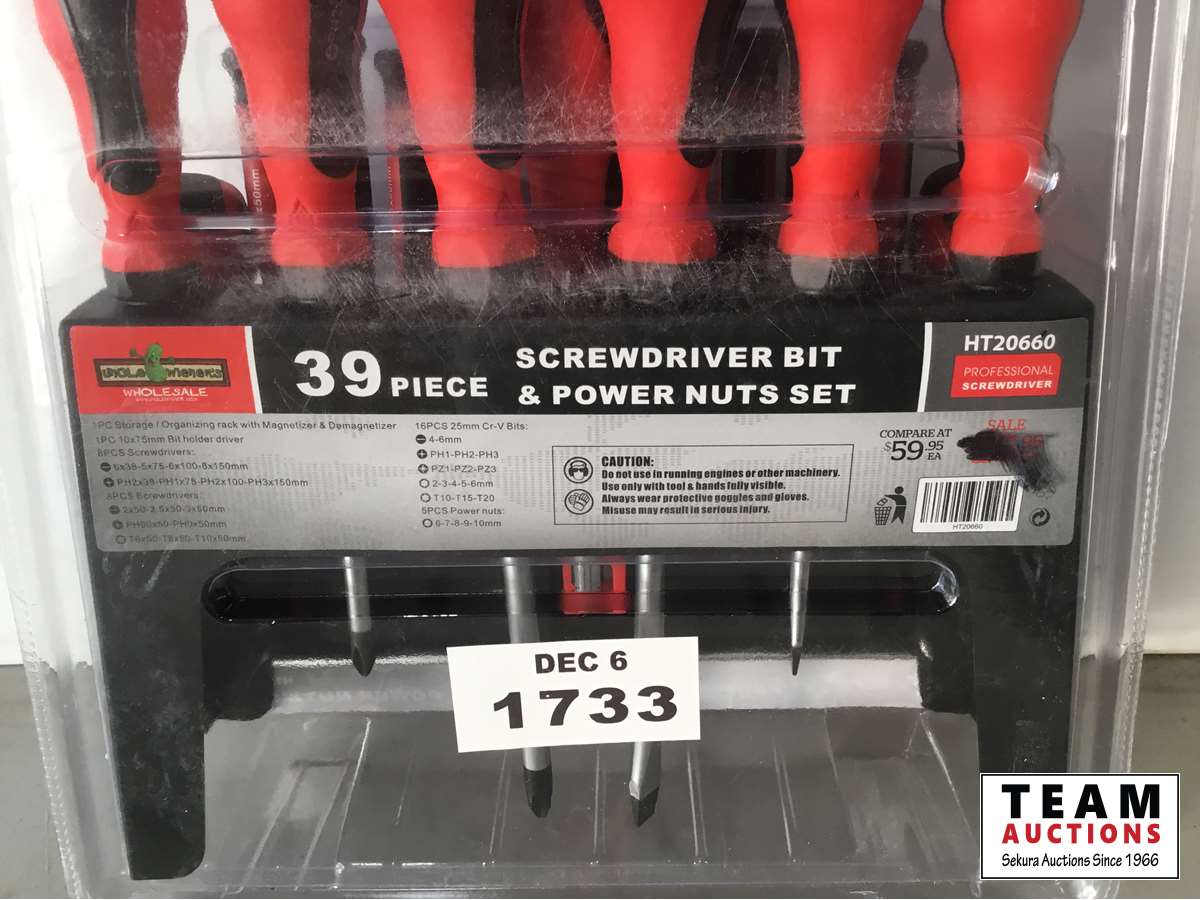 UNCLE Wiener's
WHOLESALE
39 PIECE
SCREWDRIVER BIT
& POWER NUTS SET
HT20660
PROFESSIONAL
SCREWDRIVER
1PC Storage / Organizing rack with Magnetizer & Demagnetizer
1PC 10x75mm Bit holder driver
8PCS Screwdrivers:
6x38-5x75-6x100-8x150mm
PH2x38-PH1x75-PH2x100-PH3x150mm
8PCS Screwdrivers:
2x50-2.5x50-3x50mm
PH00x50-PH0x50mm
T6x50-T8x50-T10x50mm
16PCS 25mm Cr-V Bits:
4-6mm
PH1-PH2-PH3
PZ1-PZ2-PZ3
2-3-4-5-6mm
T10-T15-T20
5PCS Power nuts:
6-7-8-9-10mm
CAUTION:
Do not use in running engines or other machinery.
Use only with tool & hands fully visible.
Always wear protective goggles and gloves.
Misuse may result in serious injury.
COMPARE AT
$59.95
EA
SALE
.95
HT20660
DEC 6
1733
TEAM
AUCTIONS
Sekura Auctions Since 1966